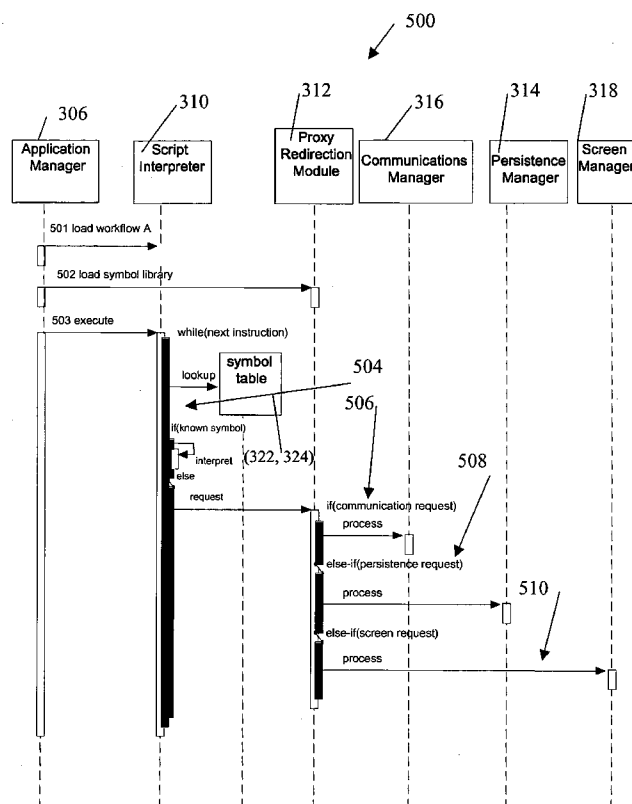 500
306
310
312
316
314
318
Application
Manager
Script
Interpreter
Proxy
Redirection
Module
Communications
Manager
Persistence
Manager
Screen
Manager
501 load workflow A
502 load symbol library
503 execute
while(next instruction)
lookup
symbol
table
504
506
if(known symbol)
interpret
(322, 324)
else
508
request
if(communication request)
process
else-if(persistence request)
510
process
else-if(screen request)
process